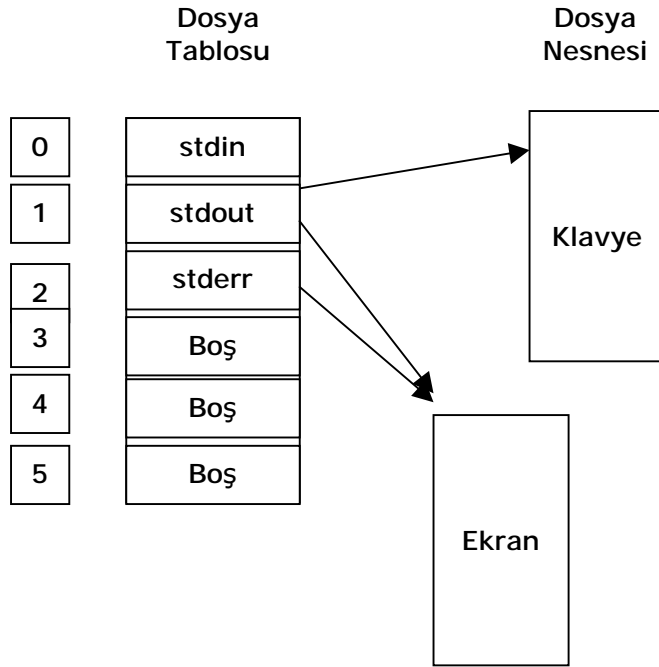 Dosya
Tablosu
Dosya
Nesnesi
0
stdin
1
stdout
Klavye
2
stderr
3
Boş
4
Boş
5
Boş
Ekran